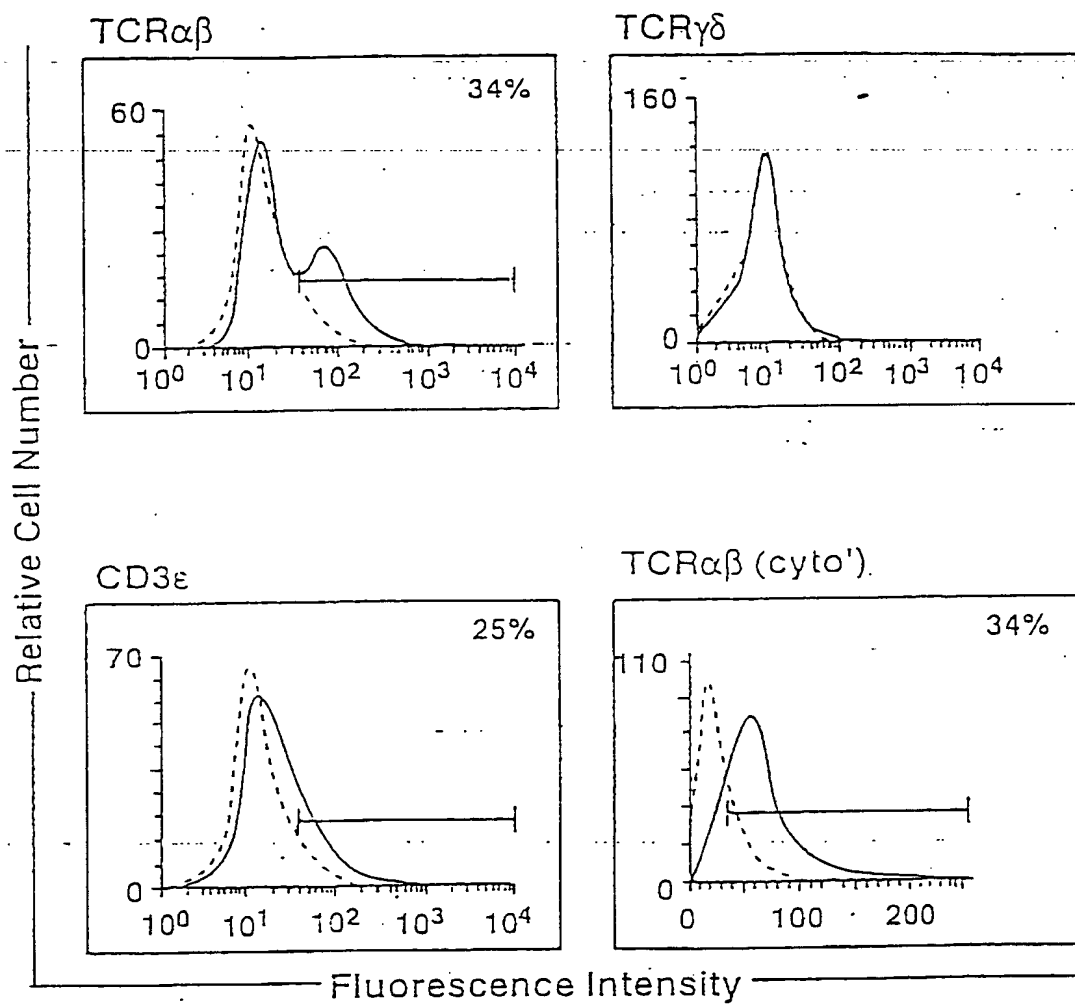 TCRαβ
34%
60
0
10⁰ 10¹ 10² 10³ 10⁴
TCRγδ
160
0
10⁰ 10¹ 10² 10³ 10⁴
CD3ε
25%
70
0
10⁰ 10¹ 10² 10³ 10⁴
TCRαβ (cyto').
34%
110
0
0 100 200
Relative Cell Number
Fluorescence Intensity